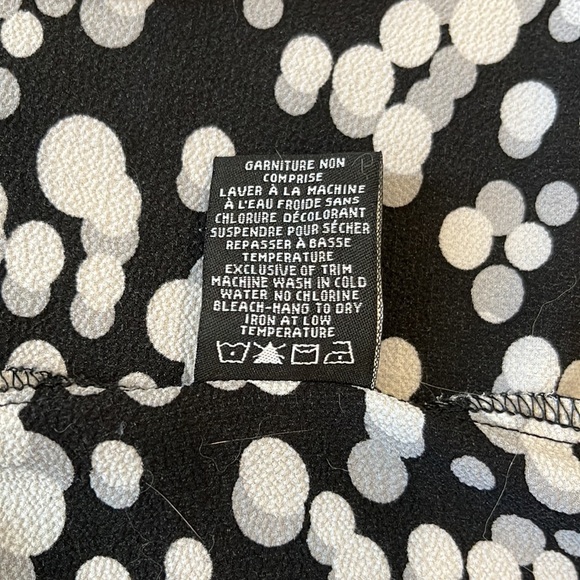 GARNITURE NON
COMPRISE
LAVER À LA MACHINE
À L'EAU FROIDE SANS
CHLORURE DÉCOLORANT
SUSPENDRE POUR SÉCHER
REPASSER À BASSE
TEMPERATURE
EXCLUSIVE OF TRIM
MACHINE WASH IN COLD
WATER NO CHLORINE
BLEACH-HANG TO DRY
IRON AT LOW
TEMPERATURE